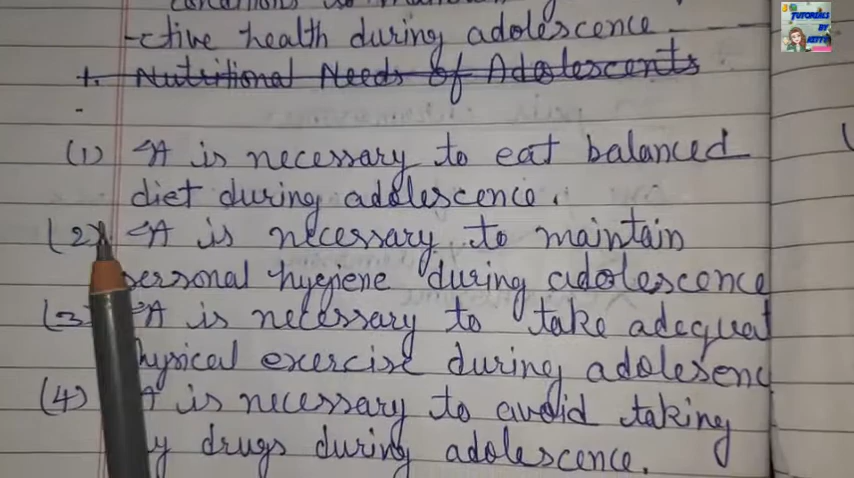 -ctive health during adolescence.
1. Nutritional Needs of Adolescents
(1) It is necessary to eat balanced
diet during adolescence.
(2) It is necessary to maintain
personal hygiene during adolescence
(3) It is necessary to take adequat
physical exercise during adolesenc
(4) It is necessary to avoid taking
drugs during adolescence.
TUTORIALS
BY